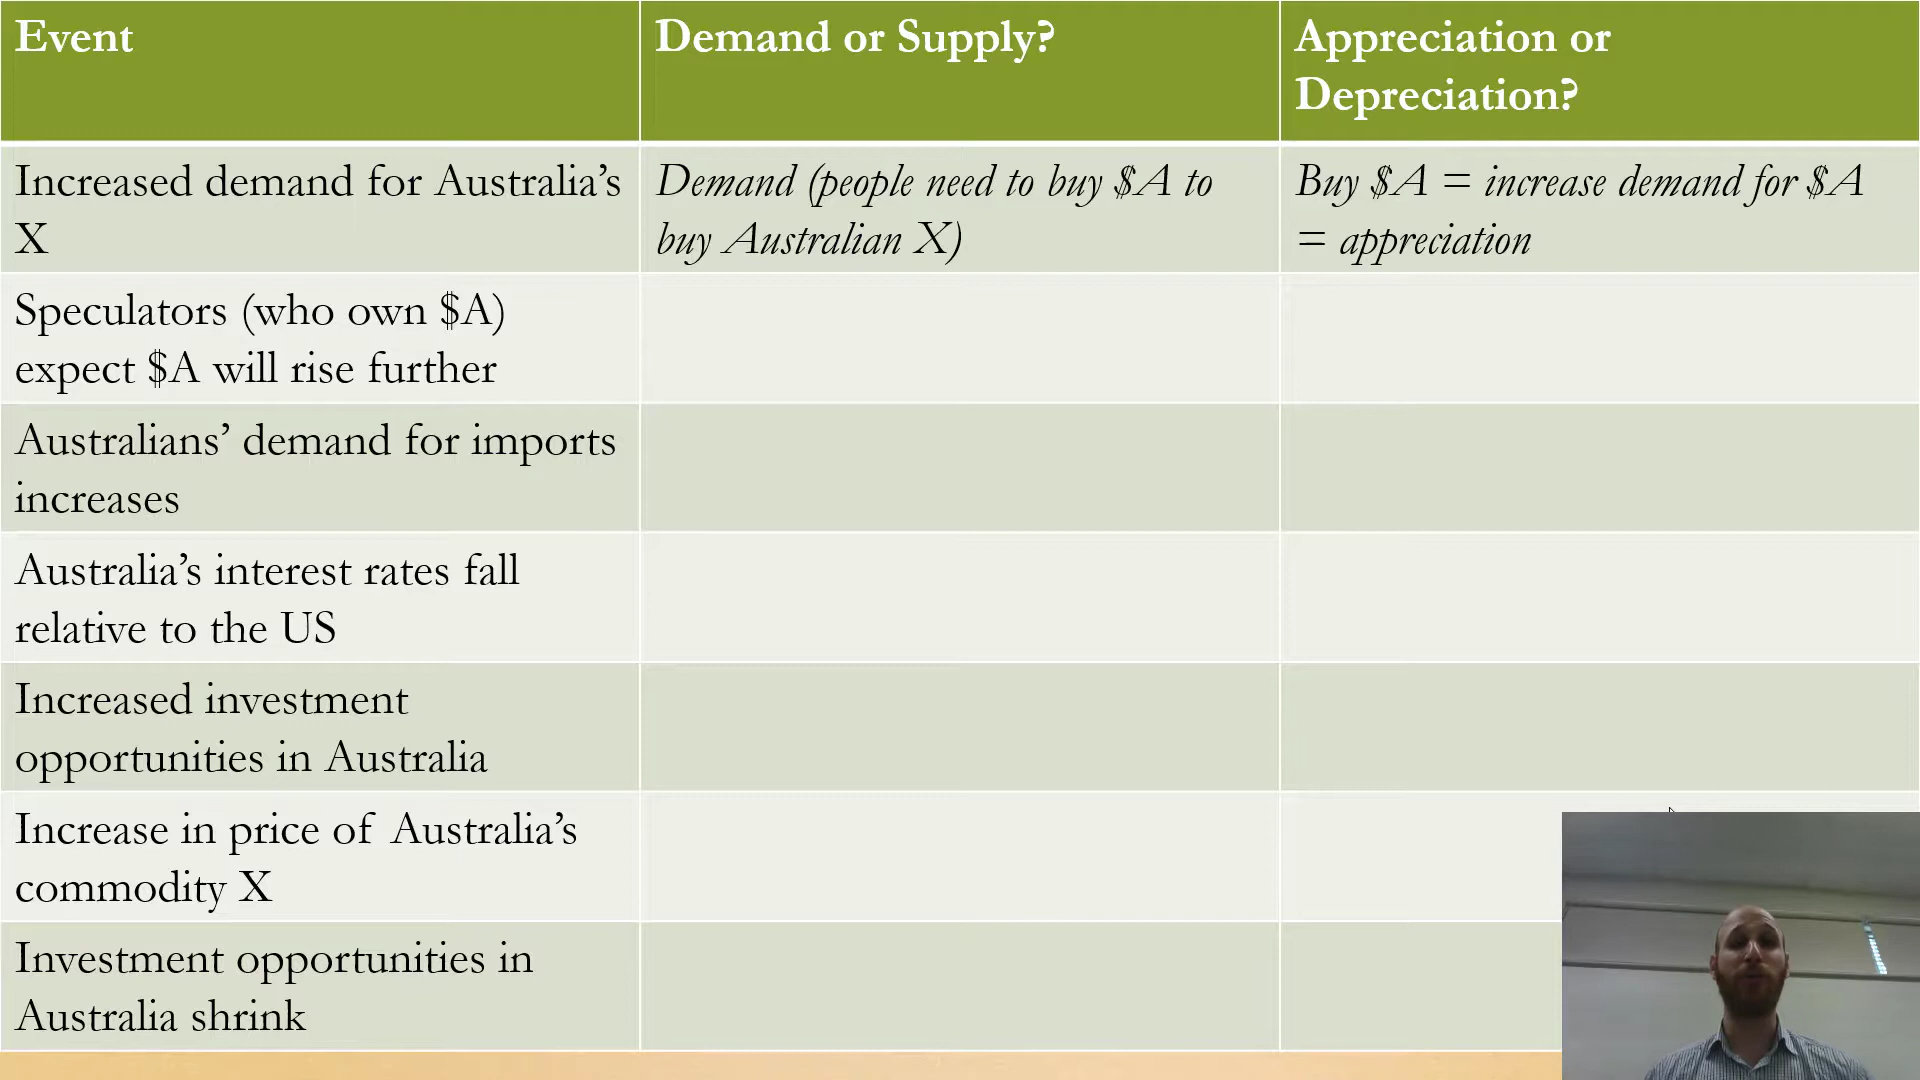 Event
Demand or Supply?
Appreciation or
Depreciation?
Increased demand for Australia’s
X
Demand (people need to buy $A to
buy Australian X)
Buy $A = increase demand for $A
= appreciation
Speculators (who own $A)
expect $A will rise further
Australians’ demand for imports
increases
Australia’s interest rates fall
relative to the US
Increased investment
opportunities in Australia
Increase in price of Australia’s
commodity X
Investment opportunities in
Australia shrink